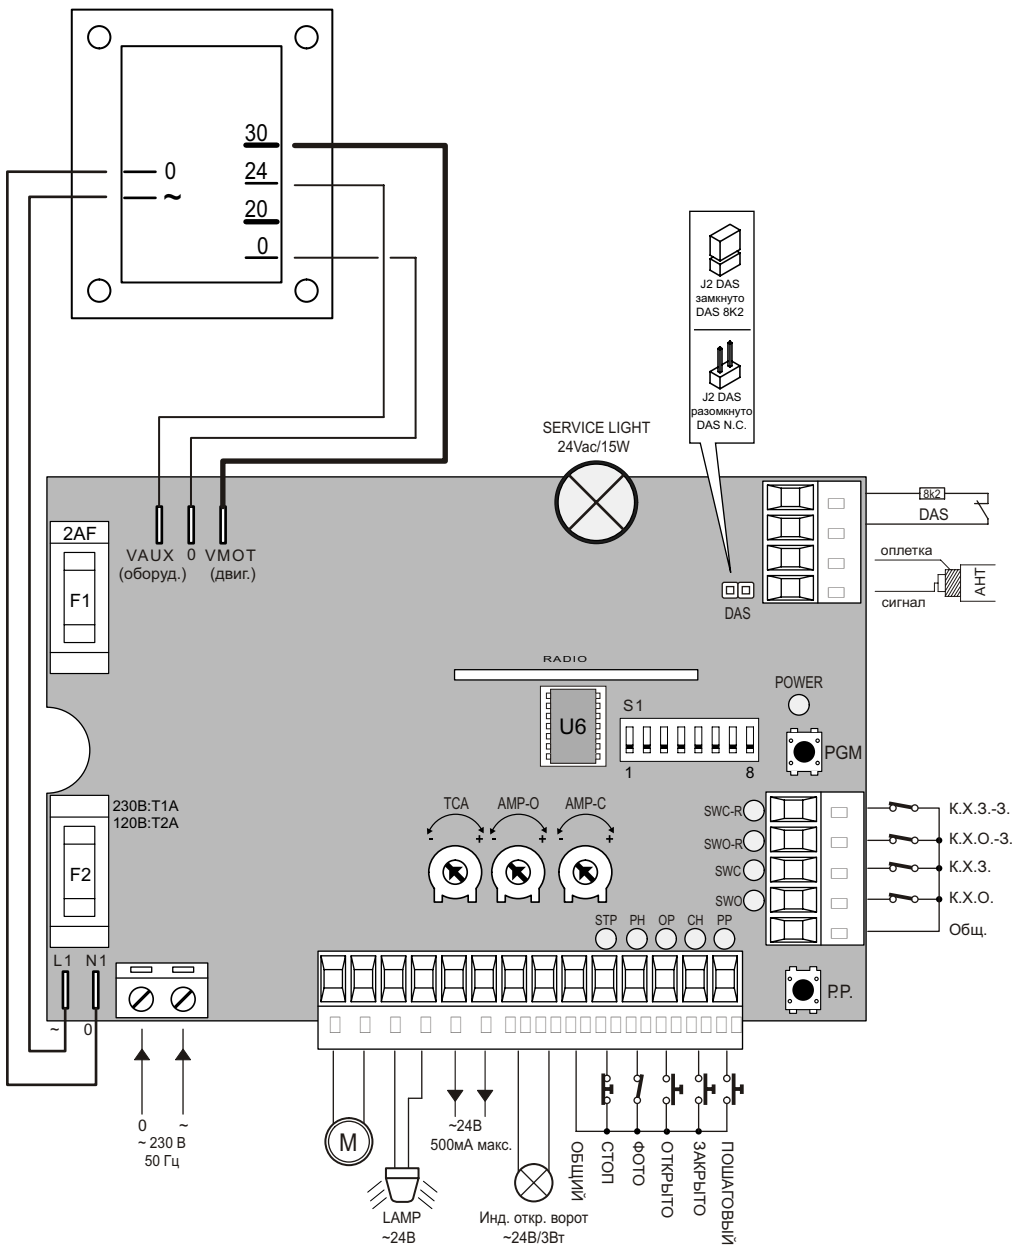 30
0
24
~
20
0
J2 DAS
замкнуто
DAS 8K2
J2 DAS
разомкнуто
DAS N.C.
SERVICE LIGHT
24Vac/15W
2AF
F1
VAUX 0 VMOT
(оборуд.) (двиг.)
8k2
DAS
оплетка
АНТ
сигнал
DAS
RADIO
POWER
S1
U6
PGM
1 8
230В:T1A
120В:T2A
F2
TCA AMP-O AMP-C
- + - + - +
SWC-R
К.Х.З.-З.
SWO-R
К.Х.О.-З.
SWC
К.Х.З.
SWO
К.Х.О.
Общ.
STP PH OP CH PP
L1 N1
P.P.
~ 0
0 ~
~ 230 В
50 Гц
M
~24В
500мА макс.
LAMP
~24В
Инд. откр. ворот
~24В/3Вт
ОБЩИЙ
СТОП
ФОТО
ОТКРЫТО
ЗАКРЫТО
ПОШАГОВЫЙ